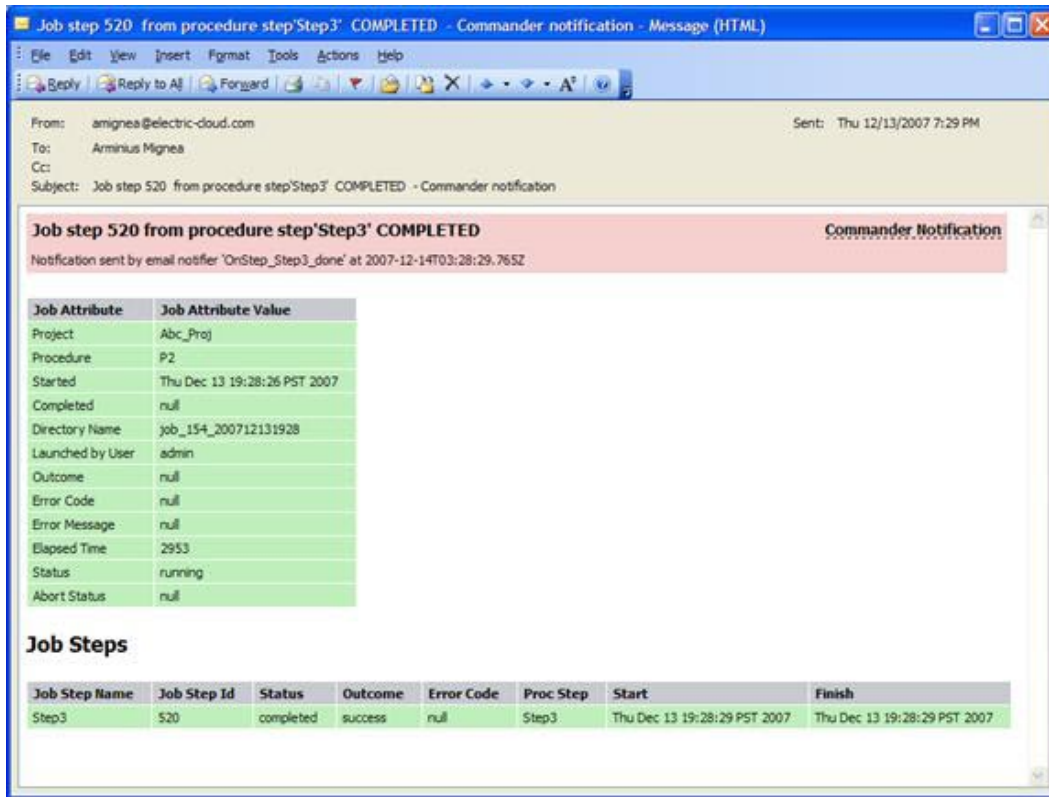 Job step 520 from procedure step'Step3' COMPLETED - Commander notification - Message (HTML)
File Edit View Insert Format Tools Actions Help
Reply Reply to All Forward
From: amignea@electric-cloud.com Sent: Thu 12/13/2007 7:29 PM
To: Arminius Mignea
Cc:
Subject: Job step 520 from procedure step'Step3' COMPLETED - Commander notification
Job step 520 from procedure step'Step3' COMPLETED Commander Notification
Notification sent by email notifier 'OnStep_Step3_done' at 2007-12-14T03:28:29.765Z
Job Attribute Job Attribute Value
Project Abc_Proj
Procedure P2
Started Thu Dec 13 19:28:26 PST 2007
Completed null
Directory Name job_154_200712131928
Launched by User admin
Outcome null
Error Code null
Error Message null
Elapsed Time 2953
Status running
Abort Status null
Job Steps
Job Step Name Job Step Id Status Outcome Error Code Proc Step Start Finish
Step3 520 completed success null Step3 Thu Dec 13 19:28:29 PST 2007 Thu Dec 13 19:28:29 PST 2007